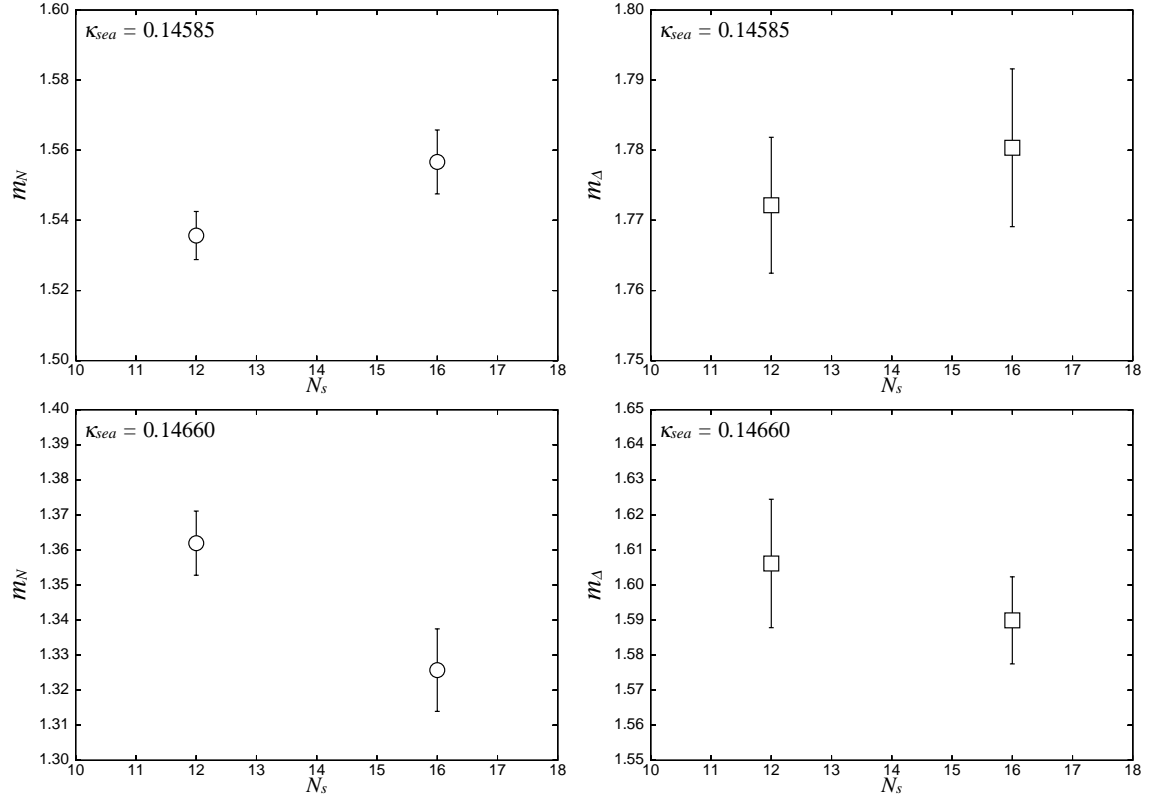 κsea = 0.14585
1.60
1.58
1.56
1.54
1.52
1.50
mN
10 11 12 13 14 15 16 17 18
Ns
κsea = 0.14585
1.80
1.79
1.78
1.77
1.76
1.75
mΔ
10 11 12 13 14 15 16 17 18
Ns
κsea = 0.14660
1.40
1.39
1.38
1.37
1.36
1.35
1.34
1.33
1.32
1.31
1.30
mN
10 11 12 13 14 15 16 17 18
Ns
κsea = 0.14660
1.65
1.64
1.63
1.62
1.61
1.60
1.59
1.58
1.57
1.56
1.55
mΔ
10 11 12 13 14 15 16 17 18
Ns